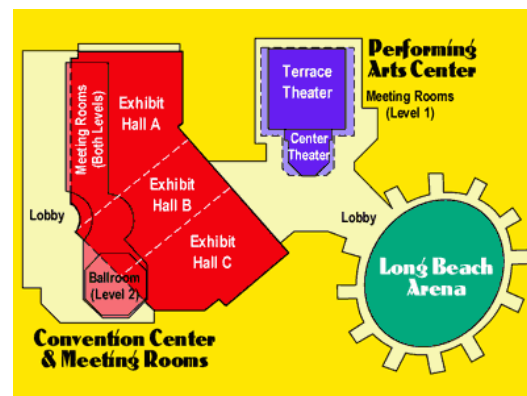 Performing
Arts Center
Meeting Rooms
(Level 1)
Terrace
Theater
Center
Theater
Exhibit
Hall A
Meeting Rooms
(Both Levels)
Exhibit
Hall B
Lobby
Exhibit
Hall C
Ballroom
(Level 2)
Lobby
Long Beach
Arena
Convention Center
& Meeting Rooms